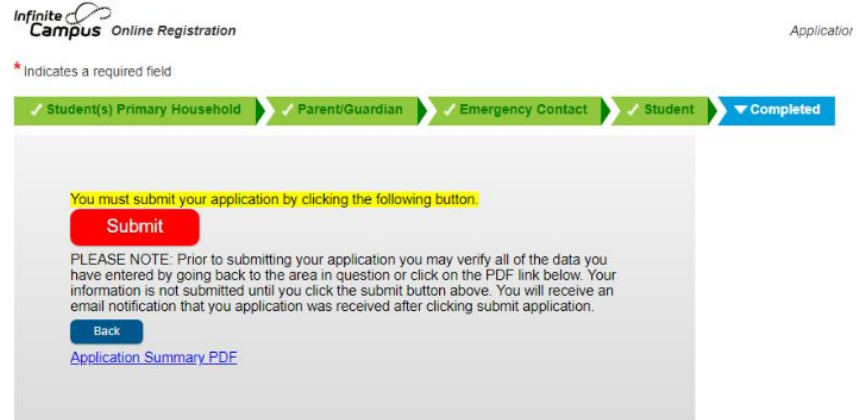 Infinite
Campus Online Registration
Application
* Indicates a required field
Student(s) Primary Household Parent/Guardian Emergency Contact Student Completed
You must submit your application by clicking the following button.
Submit
PLEASE NOTE: Prior to submitting your application you may verify all of the data you
have entered by going back to the area in question or click on the PDF link below. Your
information is not submitted until you click the submit button above. You will receive an
email notification that you application was received after clicking submit application.
Back
Application Summary PDF